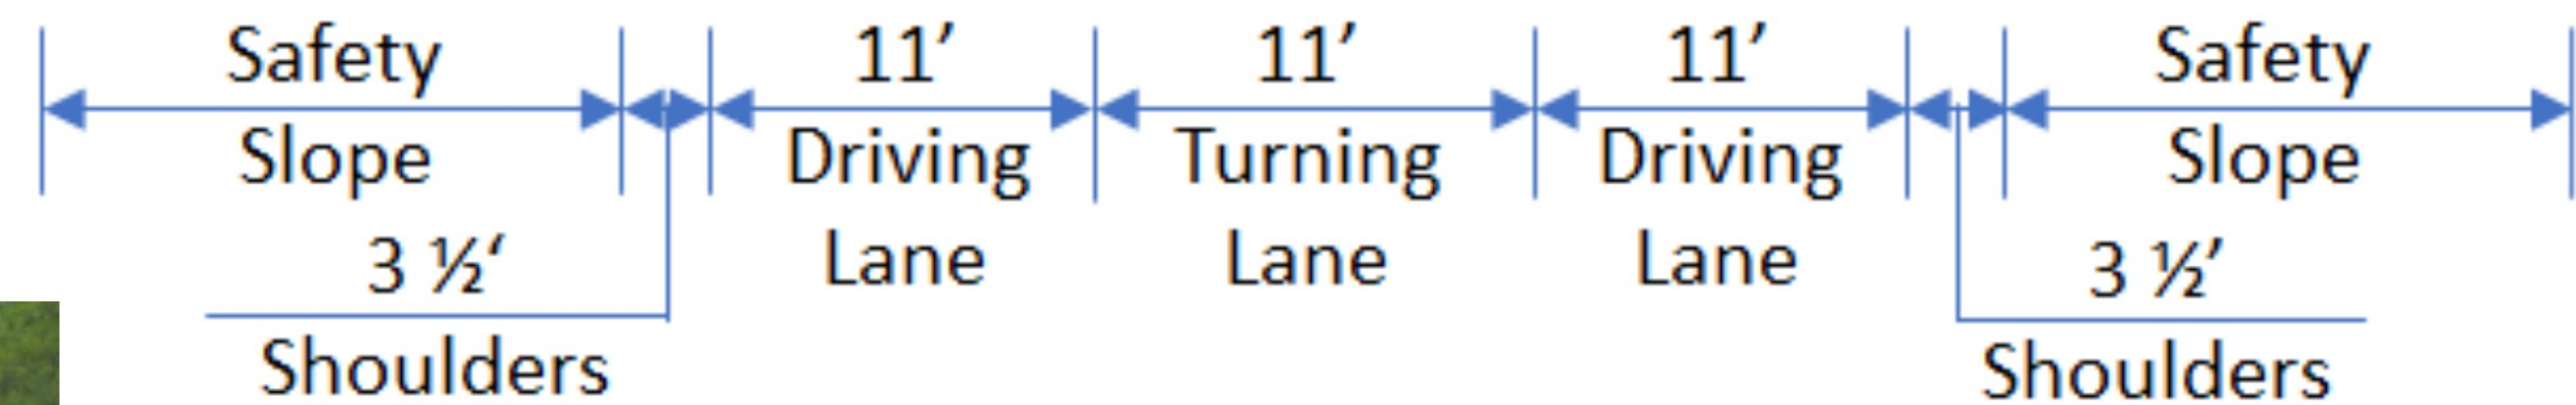 Safety
Slope
3 ½‘
Shoulders
11’
Driving
Lane
11’
Turning
Lane
11’
Driving
Lane
Safety
Slope
3 ½’
Shoulders